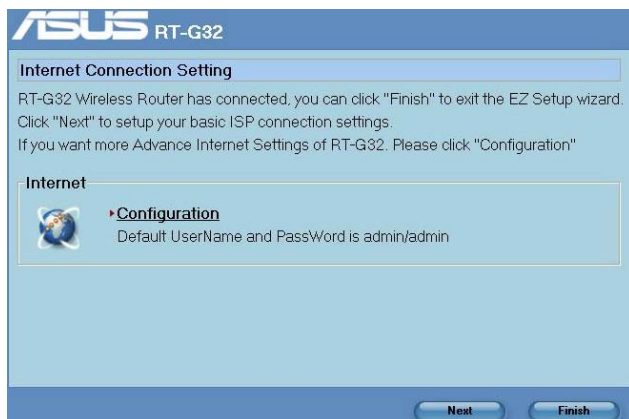 ASUS RT-G32
Internet Connection Setting
RT-G32 Wireless Router has connected, you can click "Finish" to exit the EZ Setup wizard.
Click "Next" to setup your basic ISP connection settings.
If you want more Advance Internet Settings of RT-G32. Please click "Configuration"
Internet
Configuration
Default UserName and PassWord is admin/admin
Next Finish